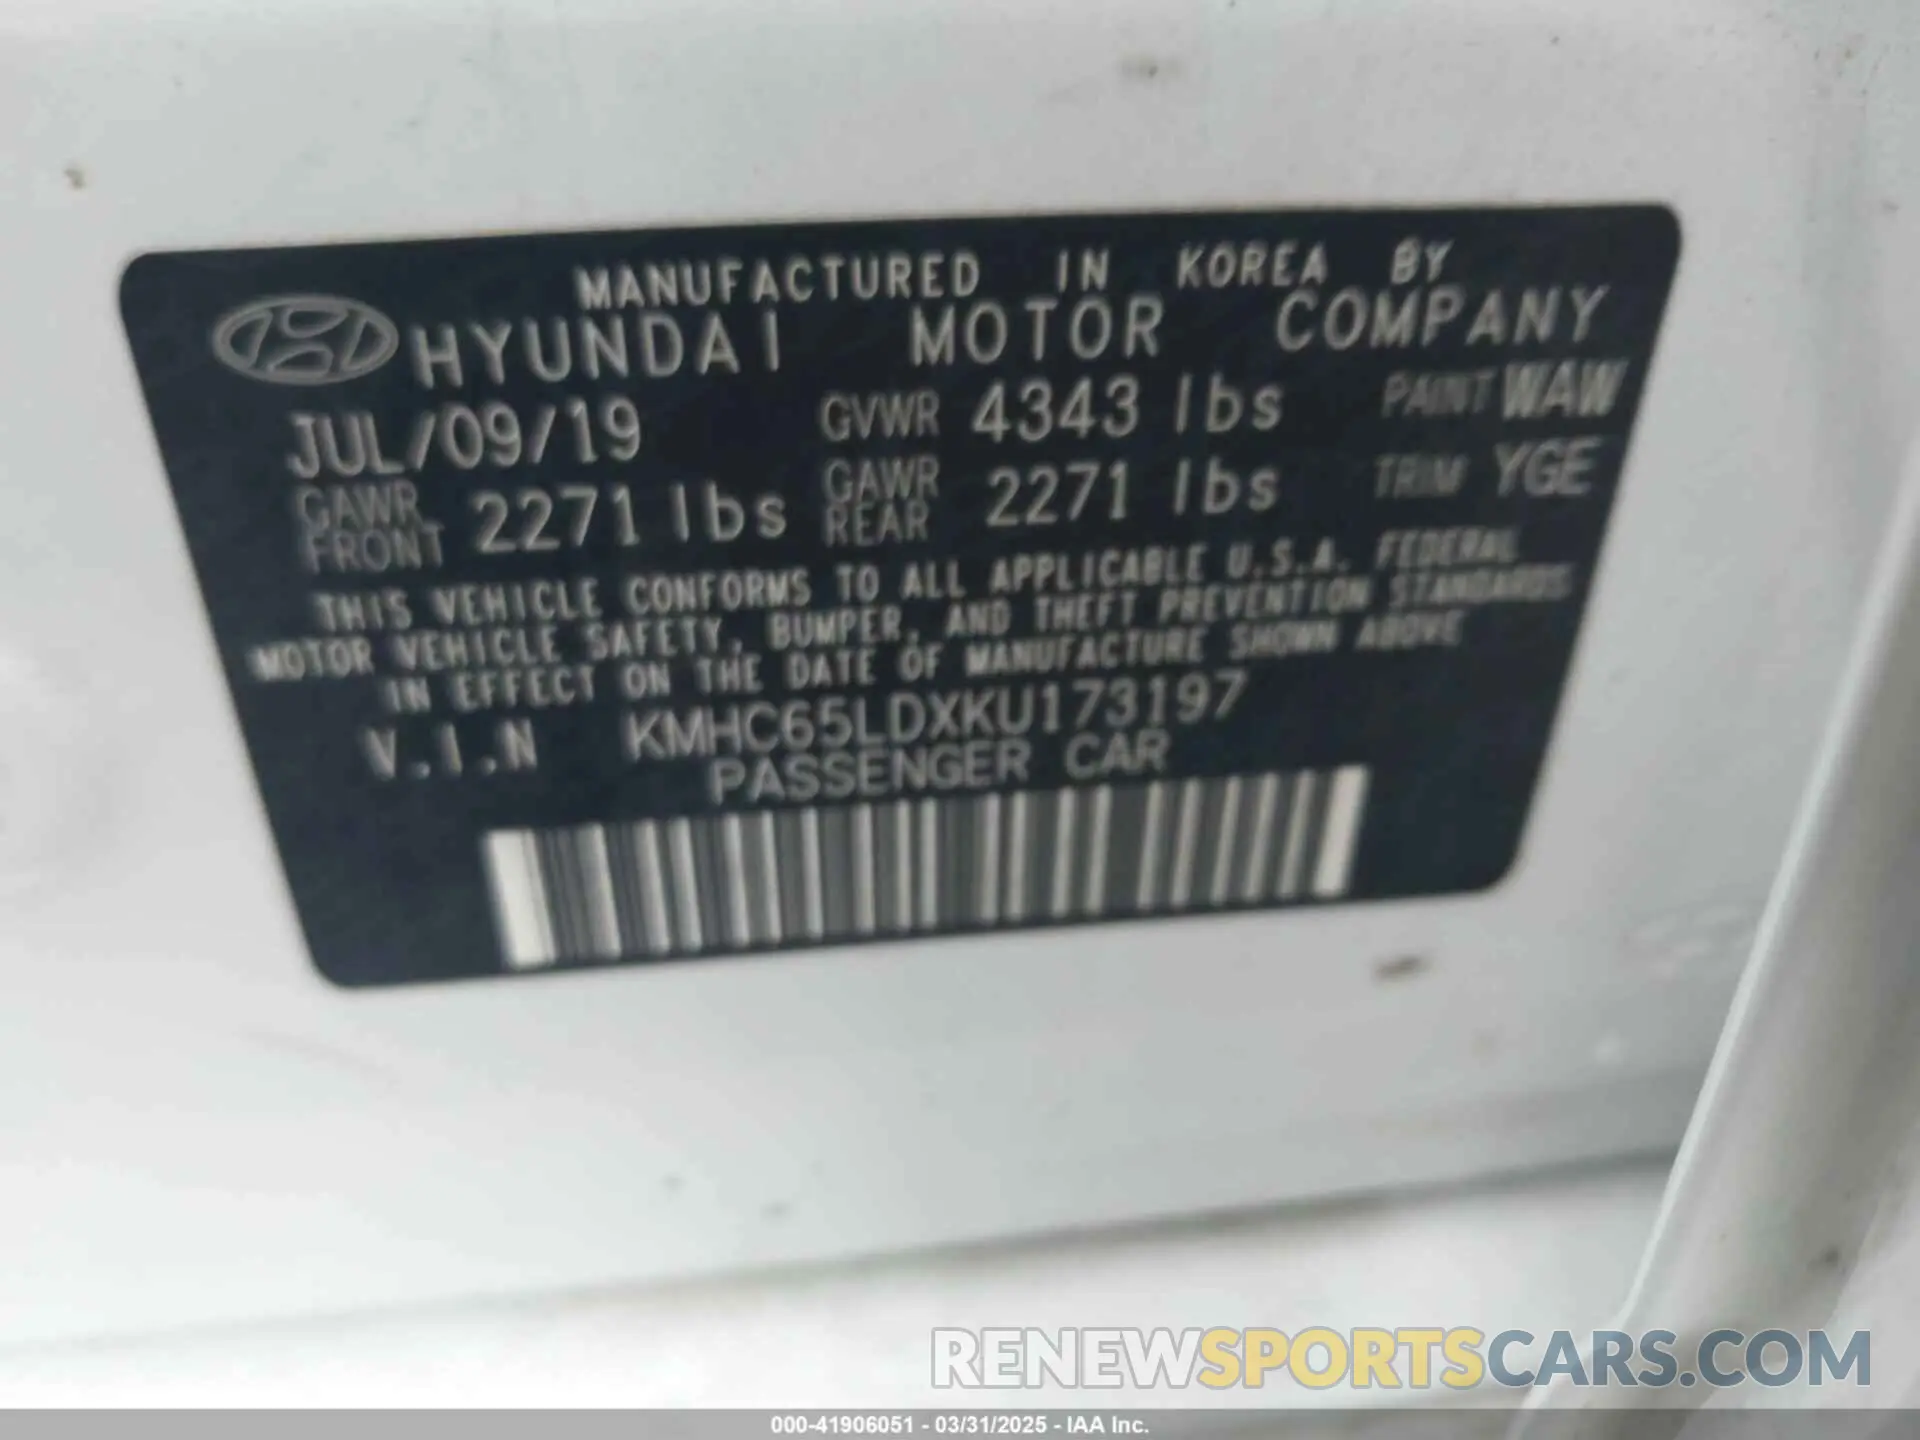 MANUFACTURED IN KOREA BY
HYUNDAI MOTOR COMPANY
JUL/09/19 GVWR 4343 lbs PAINT WAW
GAWR FRONT 2271 lbs GAWR REAR 2271 lbs TRIM YGE
THIS VEHICLE CONFORMS TO ALL APPLICABLE U.S.A. FEDERAL
MOTOR VEHICLE SAFETY, BUMPER, AND THEFT PREVENTION STANDARDS
IN EFFECT ON THE DATE OF MANUFACTURE SHOWN ABOVE
V.I.N KMHC65LDXKU173197
PASSENGER CAR
RENEWSPORTSCARS.COM
000-41906051 - 03/31/2025 - IAA Inc.